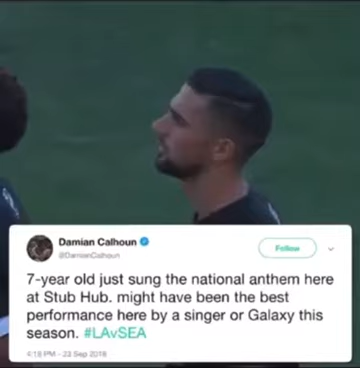 Damian Calhoun
@DamianCalhoun
Follow
7-year old just sung the national anthem here
at Stub Hub. might have been the best
performance here by a singer or Galaxy this
season. #LAvSEA
4:19 PM - 23 Sep 2018